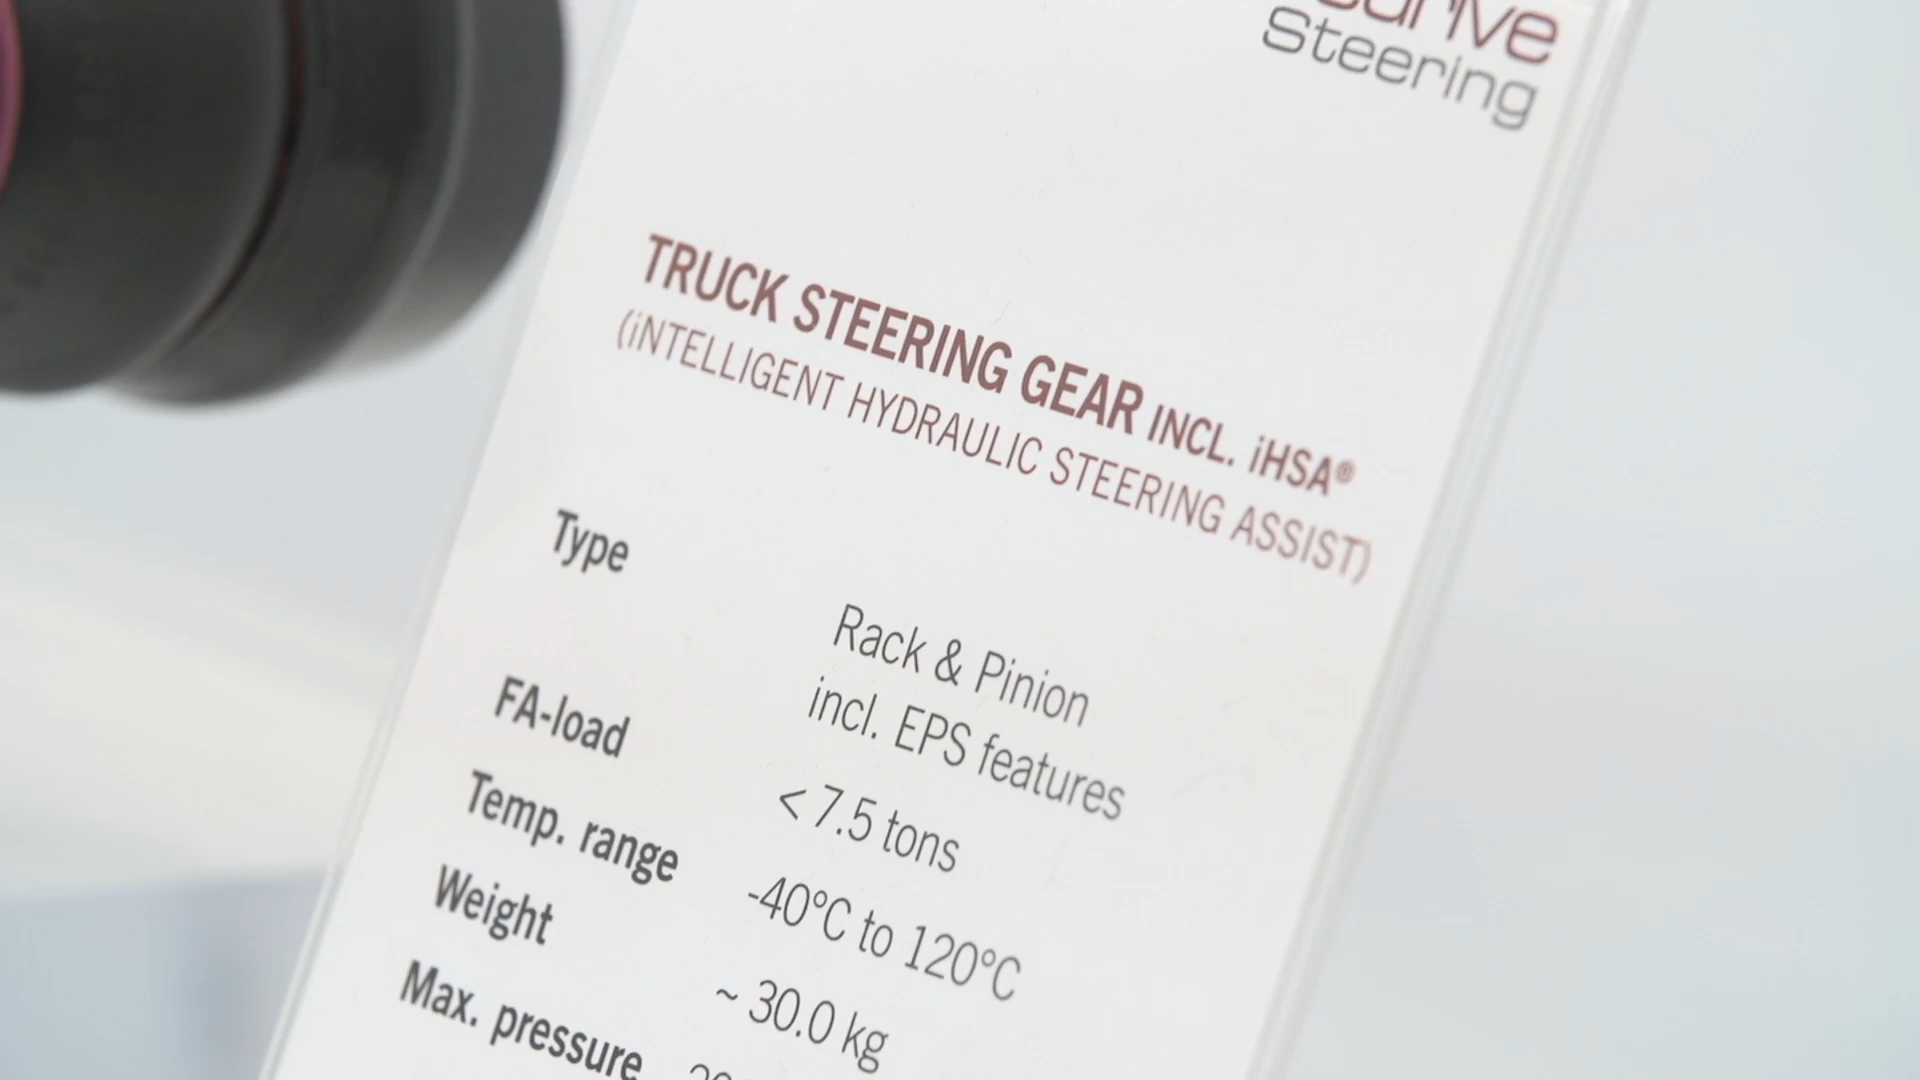 Steering
TRUCK STEERING GEAR INCL. iHSA®
(iNTELLIGENT HYDRAULIC STEERING ASSIST)
Type
Rack & Pinion
incl. EPS features
FA-load
< 7.5 tons
Temp. range
-40°C to 120°C
Weight
~ 30.0 kg
Max. pressure